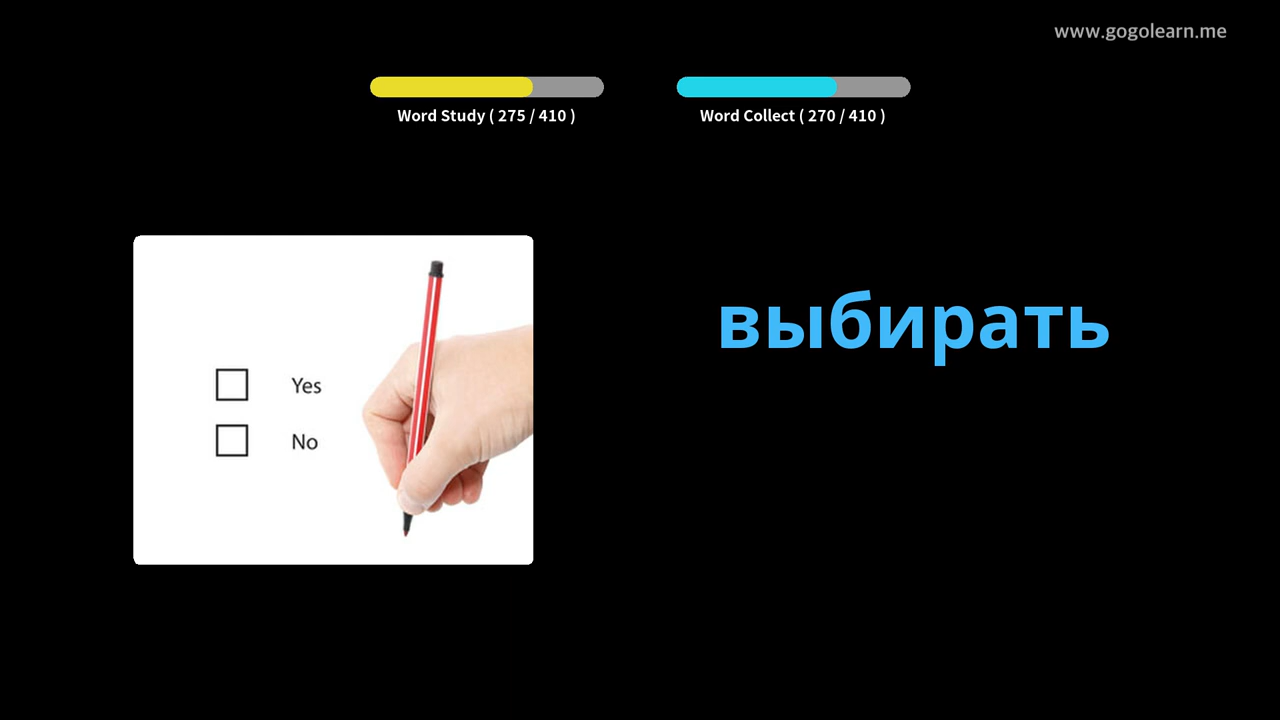 www.gogolearn.me
Word Study ( 275 / 410 )
Word Collect ( 270 / 410 )
выбирать
Yes
No